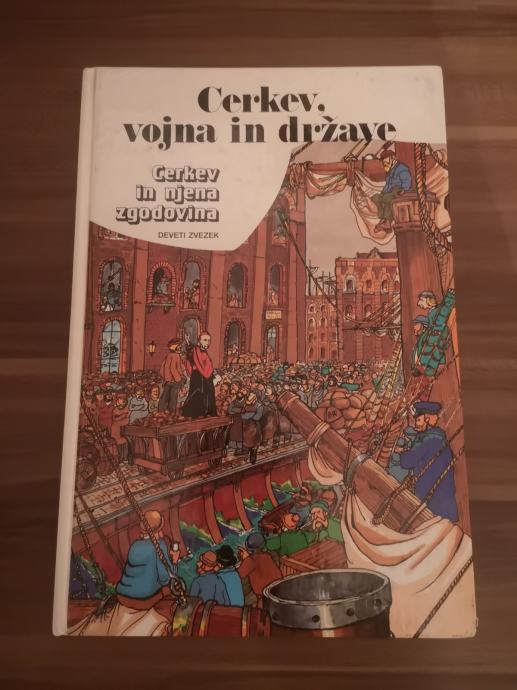 Cerkev,
vojna in države
Cerkev
in njena
zgodovina
DEVETI ZVEZEK